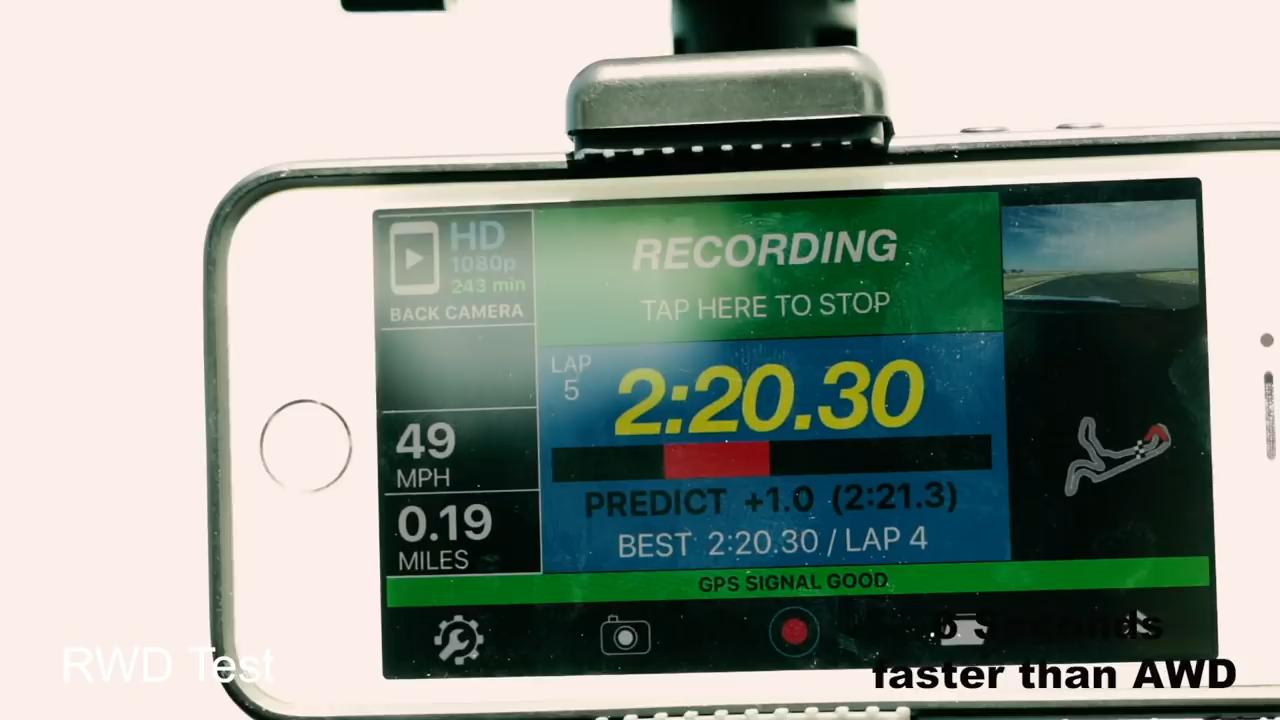 HD
1080p
243 min
BACK CAMERA
RECORDING
TAP HERE TO STOP
LAP
5
2:20.30
49
MPH
PREDICT +1.0 (2:21.3)
0.19
MILES
BEST 2:20.30 / LAP 4
GPS SIGNAL GOOD
RWD Test
seconds
faster than AWD